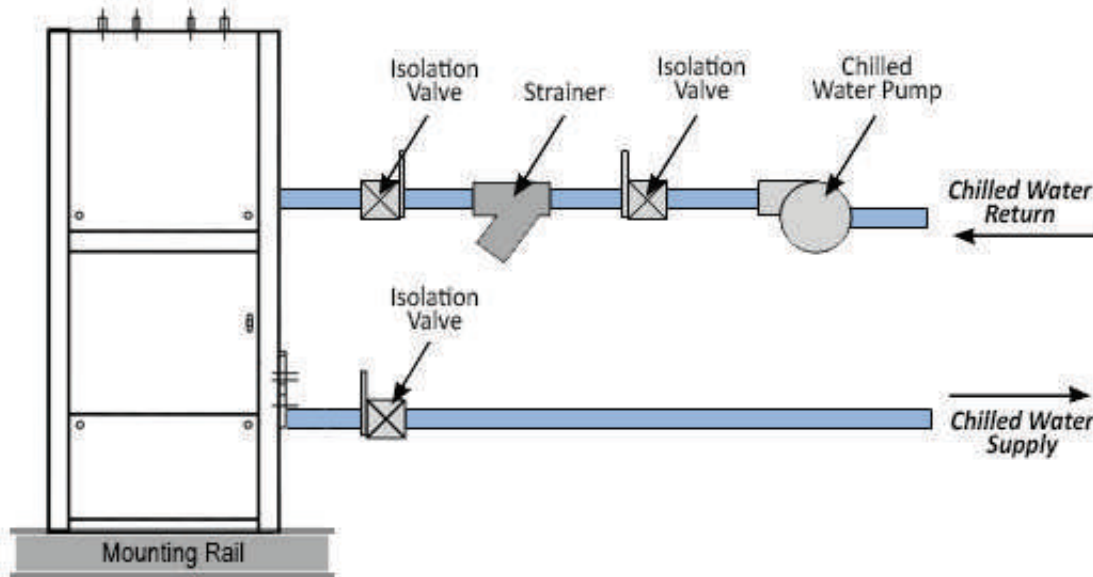 Isolation
Valve
Strainer
Isolation
Valve
Chilled
Water Pump
Chilled Water
Return
Isolation
Valve
Chilled Water
Supply
Mounting Rail